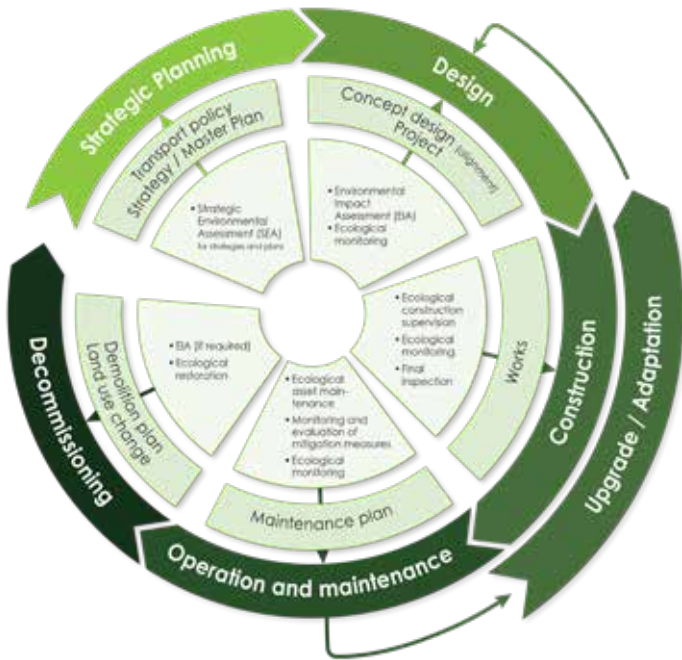 Strategic Planning
Transport policy
Strategy / Master Plan
• Strategic
Environmental
Assessment (SEA)
for strategies and plans
Design
Concept design (alignment)
Project
• Environmental
Impact
Assessment (EIA)
• Ecological
monitoring
Construction
Works
• Ecological
construction
supervision
• Ecological
monitoring
• Final
inspection
Upgrade / Adaptation
Operation and maintenance
Maintenance plan
• Ecological
asset main-
tenance
• Monitoring and
evaluation of
mitigation measures
• Ecological
monitoring
Decommissioning
Demolition plan
Land use change
• EIA (if required)
• Ecological
restoration